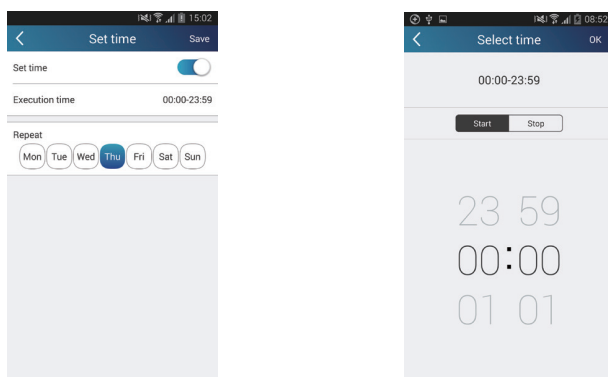 15:02
Set time
Save
Set time
Execution time 00:00-23:59
Repeat
Mon Tue Wed Thu Fri Sat Sun
08:52
Select time
OK
00:00-23:59
Start Stop
23 59
00:00
01 01